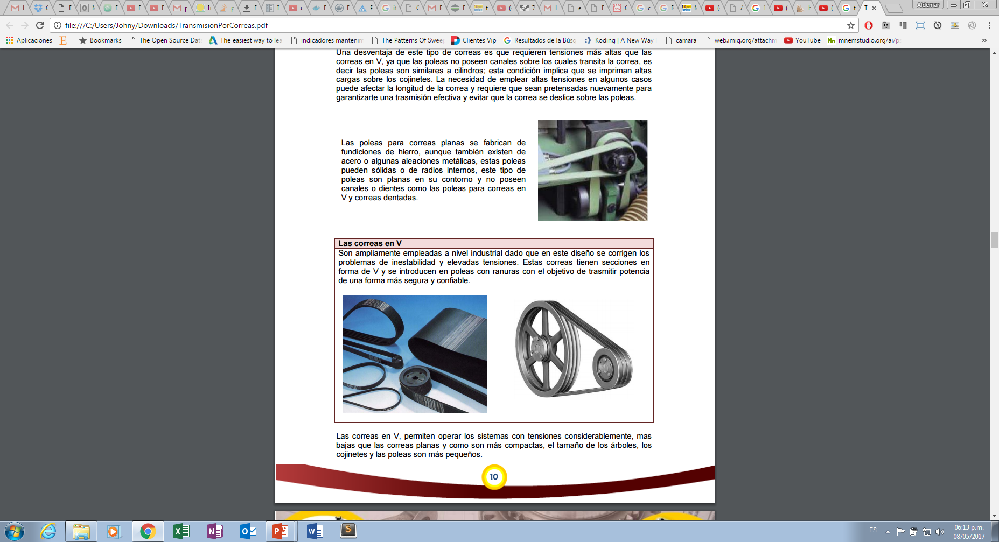 Aldemar
file:///C:/Users/Johny/Downloads/TransmisionPorCorreas.pdf
Aplicaciones
Bookmarks
The Open Source Dat
The easiest way to lea
indicadores mantenim
The Patterns Of Swee
Clientes Vip
Resultados de la Búsq
Koding | A New Way
camara
web.imiq.org/attachm
YouTube
mnemstudio.org/ai/p
Una desventaja de este tipo de correas es que requieren tensiones más altas que las
correas en V, ya que las poleas no poseen canales sobre los cuales transita la correa, es
decir las poleas son similares a cilindros; esta condición implica que se impriman altas
cargas sobre los cojinetes. La necesidad de emplear altas tensiones en algunos casos
puede afectar la longitud de la correa y requiere que sean pretensadas nuevamente para
garantizarte una trasmisión efectiva y evitar que la correa se deslice sobre las poleas.
Las poleas para correas planas se fabrican de
fundiciones de hierro, aunque también existen de
acero o algunas aleaciones metálicas, estas poleas
pueden sólidas o de radios internos, este tipo de
poleas son planas en su contorno y no poseen
canales o dientes como las poleas para correas en
V y correas dentadas.
Las correas en V
Son ampliamente empleadas a nivel industrial dado que en este diseño se corrigen los
problemas de inestabilidad y elevadas tensiones. Estas correas tienen secciones en
forma de V y se introducen en poleas con ranuras con el objetivo de trasmitir potencia
de una forma más segura y confiable.
Las correas en V, permiten operar los sistemas con tensiones considerablemente, mas
bajas que las correas planas y como son más compactas, el tamaño de los árboles, los
cojinetes y las poleas son más pequeños.
10
ES
06:13 p.m.
08/05/2017